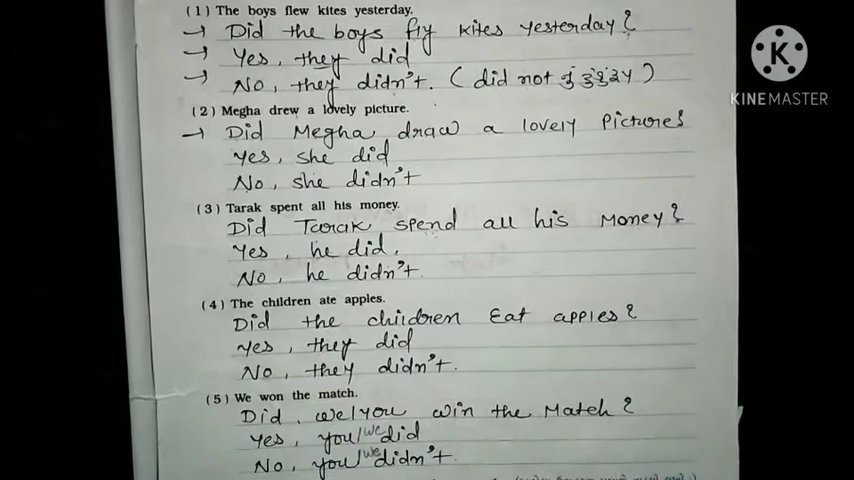 (1) The boys flew kites yesterday.
→ Did the boys fly kites yesterday?
→ Yes, they did
→ No, they didn't. (did not નું ટુંકુંરૂપ)
(2) Megha drew a lovely picture.
→ Did Megha draw a lovely Picture?
Yes, she did
No, she didn't
(3) Tarak spent all his money.
Did Tarak spend all his Money?
Yes, he did.
No, he didn't.
(4) The children ate apples.
Did the children Eat apples?
Yes, they did
No, they didn't.
(5) We won the match.
Did we/you win the Match?
Yes, you/we did
No, you/we didn't.
K
KINEMASTER